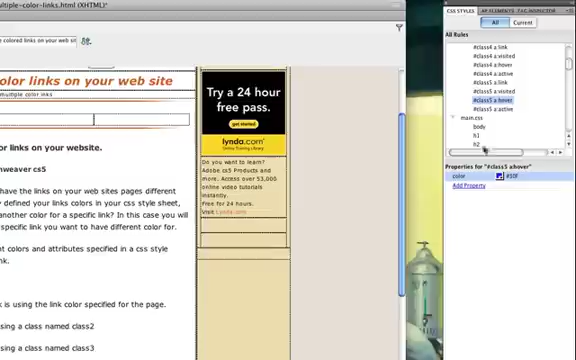 ultiple-color-links.html (XHTML)*
e colored links on your web sit
olor links on your web site
multiple color inks
links on your website.
mweaver cs5
have the links on your web sites pages different
y defined your links colors in your css style sheet,
another color for a specific link? In this case you will
specific link you want to have different color for.
nt colors and attributes specified in a css style
nk.
k is using the link color specified for the page.
sing a class named class2
sing a class named class3
Try a 24 hour
free pass.
get started
lynda.com
Online Training Library
Do you want to learn?
Adobe cs5 Products and
more. Access over 53,000
online video tutorials
instantly.
Free for 24 hours.
Visit Lynda.com
CSS STYLES
AP ELEMENTS
TAG INSPECTOR
All
Current
All Rules
#class4 a:link
#class4 a:visited
#class4 a:hover
#class4 a:active
#class5 a:link
#class5 a:visited
#class5 a:hover
#class5 a:active
main.css
body
h1
h2
Properties for "#class5 a:hover"
color
#30F
Add Property